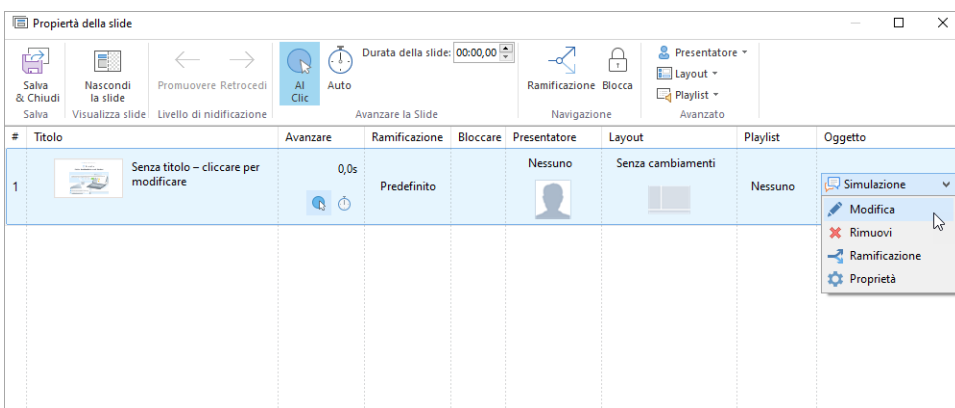 Propiertà della slide
Salva
& Chiudi
Nascondi
la slide
Promuovere Retrocedi
Al
Clic
Auto
Durata della slide: 00:00,00
Ramificazione
Blocca
Presentatore
Layout
Playlist
Salva
Visualizza slide
Livello di nidificazione
Avanzare la Slide
Navigazione
Avanzato
# Titolo Avanzare Ramificazione Bloccare Presentatore Layout Playlist Oggetto
1
Senza titolo – cliccare per
modificare
0,0s
Predefinito
Nessuno
Senza cambiamenti
Nessuno
Simulazione
Modifica
Rimuovi
Ramificazione
Proprietà